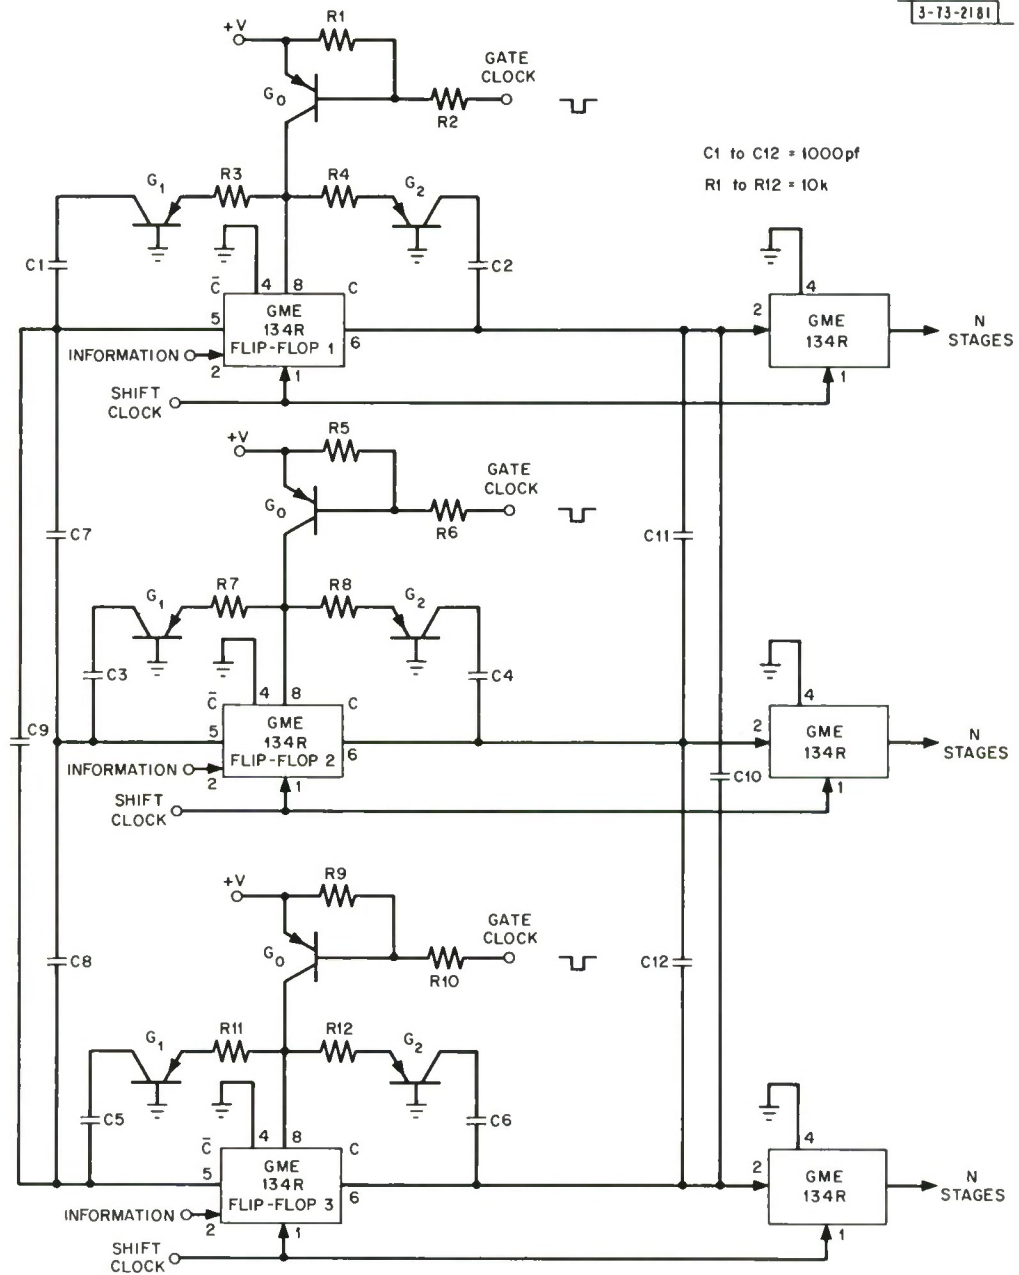 3-73-2181
R1
+V
GATE
CLOCK
G0
R2
C1 to C12 = 1000pf
R1 to R12 = 10k
G1
R3
R4
G2
C1
C2
C̅
4
8
C
GME
134R
FLIP-FLOP 1
5
6
INFORMATION
2
1
SHIFT
CLOCK
4
2
GME
134R
1
N
STAGES
R5
+V
GATE
CLOCK
G0
R6
C7
C11
G1
R7
R8
G2
C3
C4
C̅
4
8
C
GME
134R
FLIP-FLOP 2
5
6
C9
INFORMATION
2
1
SHIFT
CLOCK
4
2
GME
134R
1
N
STAGES
C10
R9
+V
GATE
CLOCK
G0
R10
C8
C12
G1
R11
R12
G2
C5
C6
C̅
4
8
C
GME
134R
FLIP-FLOP 3
5
6
INFORMATION
2
1
SHIFT
CLOCK
4
2
GME
134R
1
N
STAGES